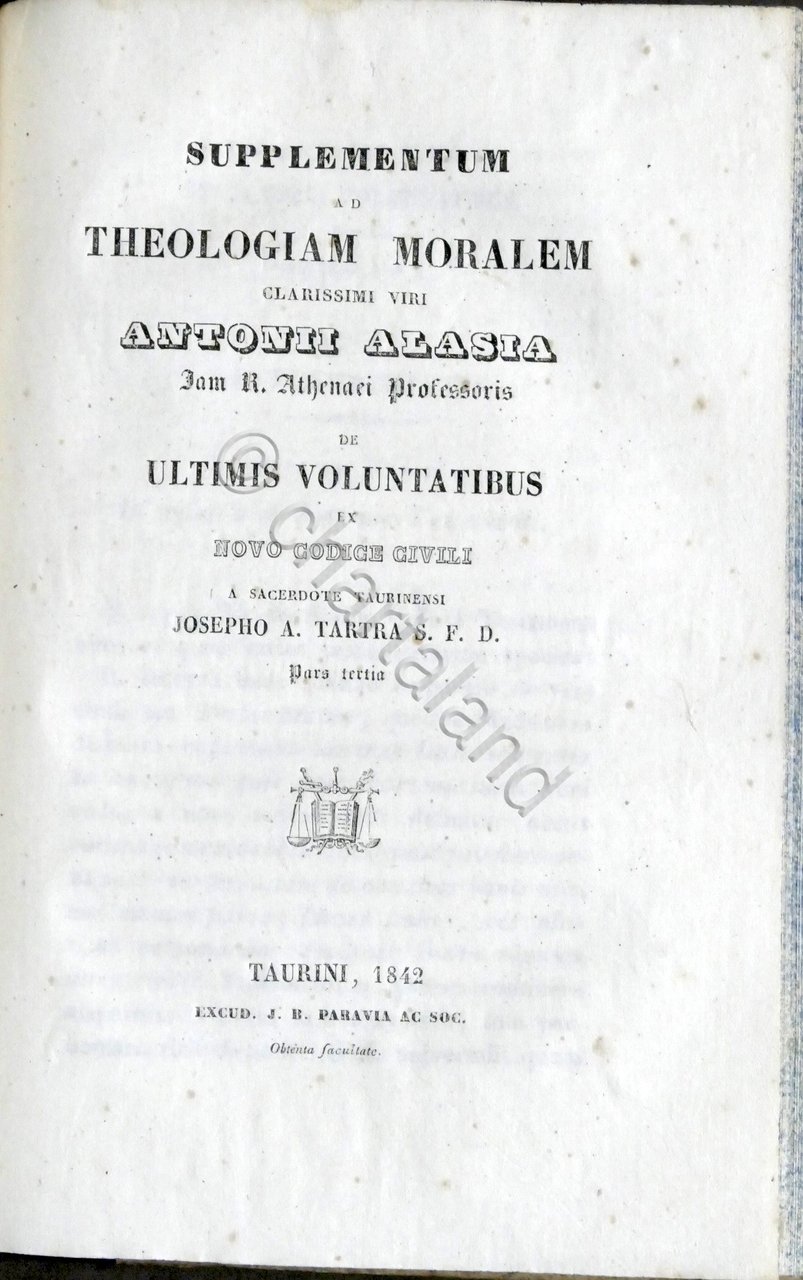 SUPPLEMENTUM
AD
THEOLOGIAM MORALEM
CLARISSIMI VIRI
ANTONII ALASIA
Jam R. Athenaei Professoris
DE
ULTIMIS VOLUNTATIBUS
EX
NOVO CODICE CIVILI
A SACERDOTE TAURINENSI
JOSEPHO A. TARTRA S. F. D.
Pars tertia
TAURINI, 1842
EXCUD. J. B. PARAVIA AC SOC.
Obtenta facultate.
© chartaland